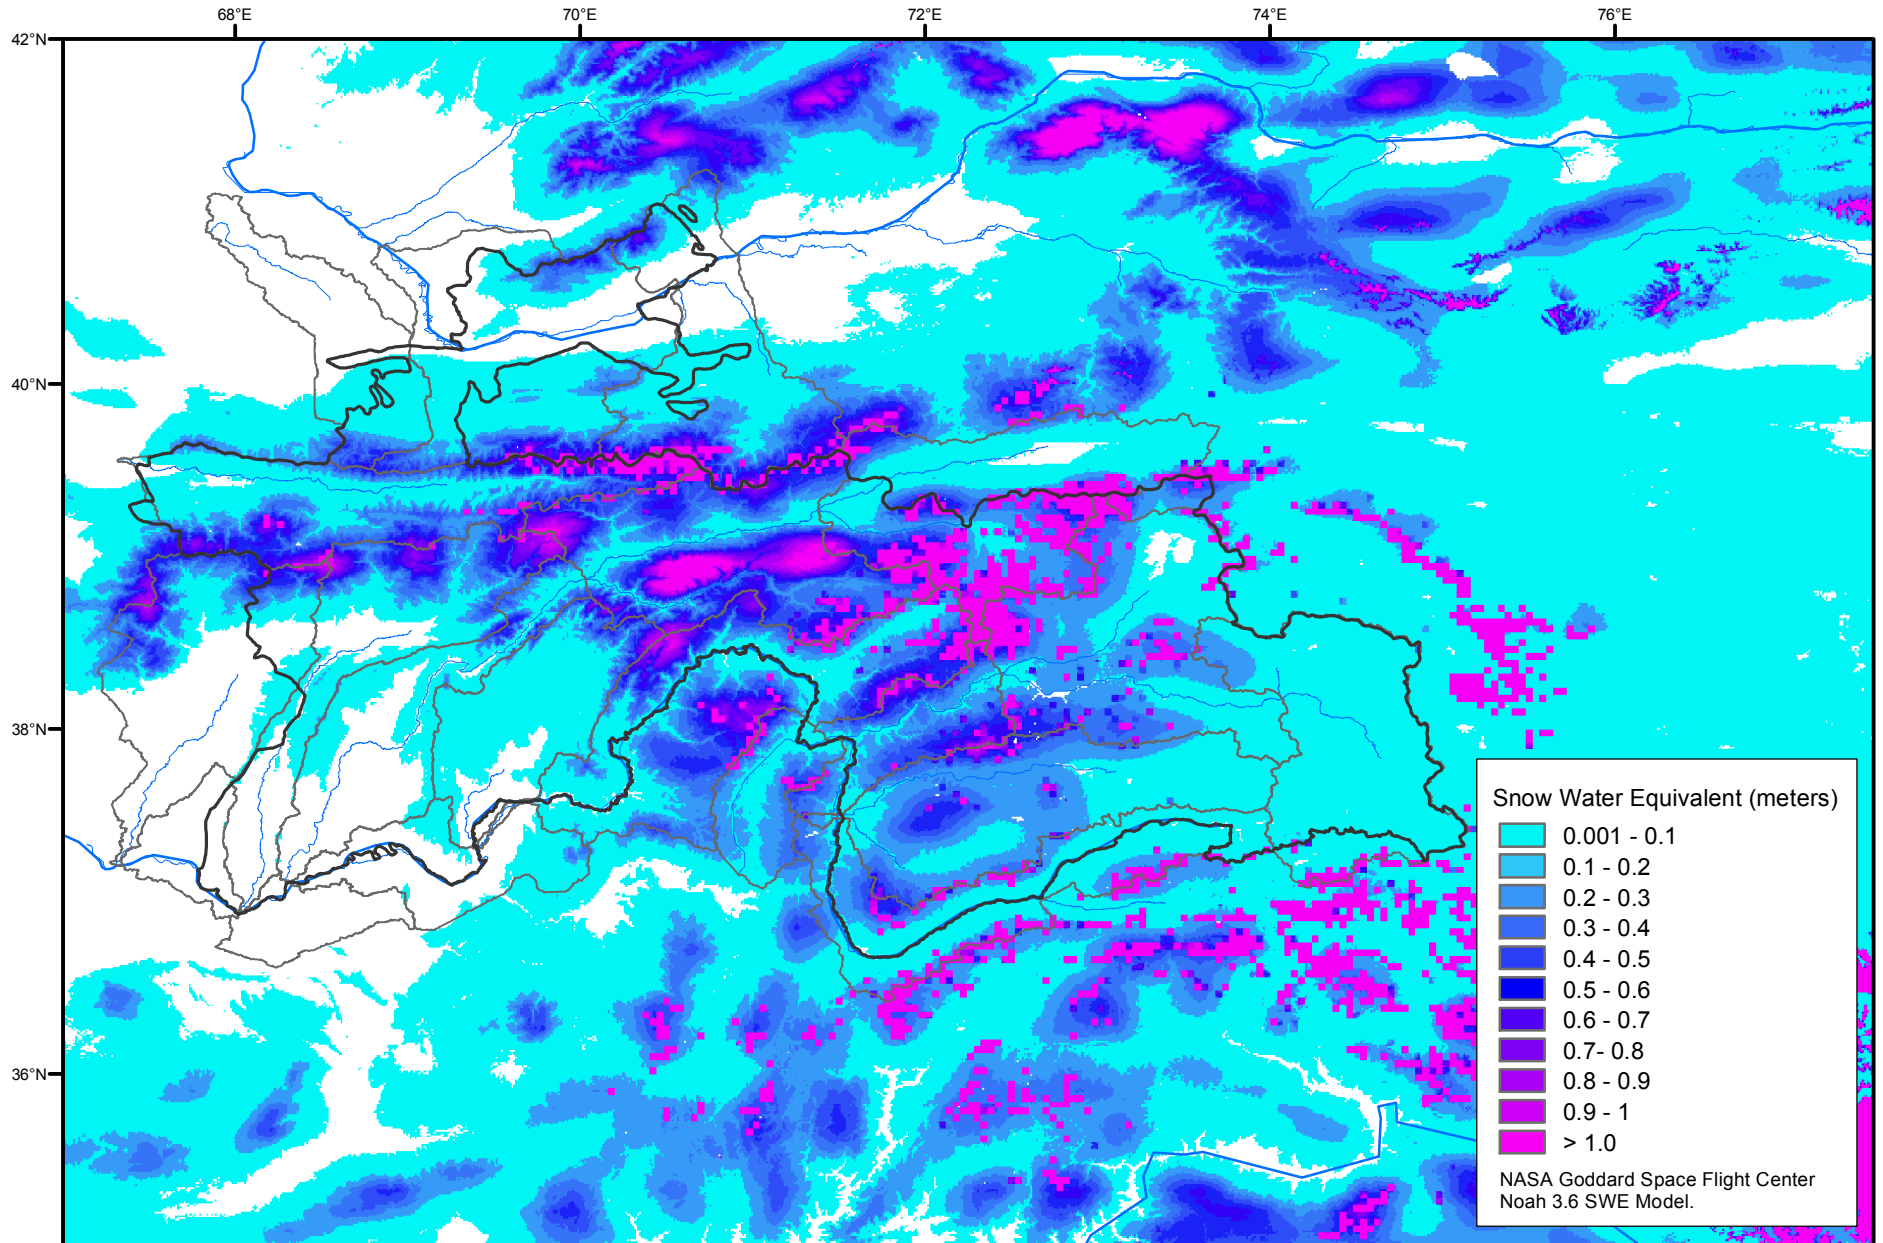 68°E
70°E
72°E
74°E
76°E
42°N
40°N
38°N
36°N
Snow Water Equivalent (meters)
0.001 - 0.1
0.1 - 0.2
0.2 - 0.3
0.3 - 0.4
0.4 - 0.5
0.5 - 0.6
0.6 - 0.7
0.7- 0.8
0.8 - 0.9
0.9 - 1
> 1.0
NASA Goddard Space Flight Center
Noah 3.6 SWE Model.